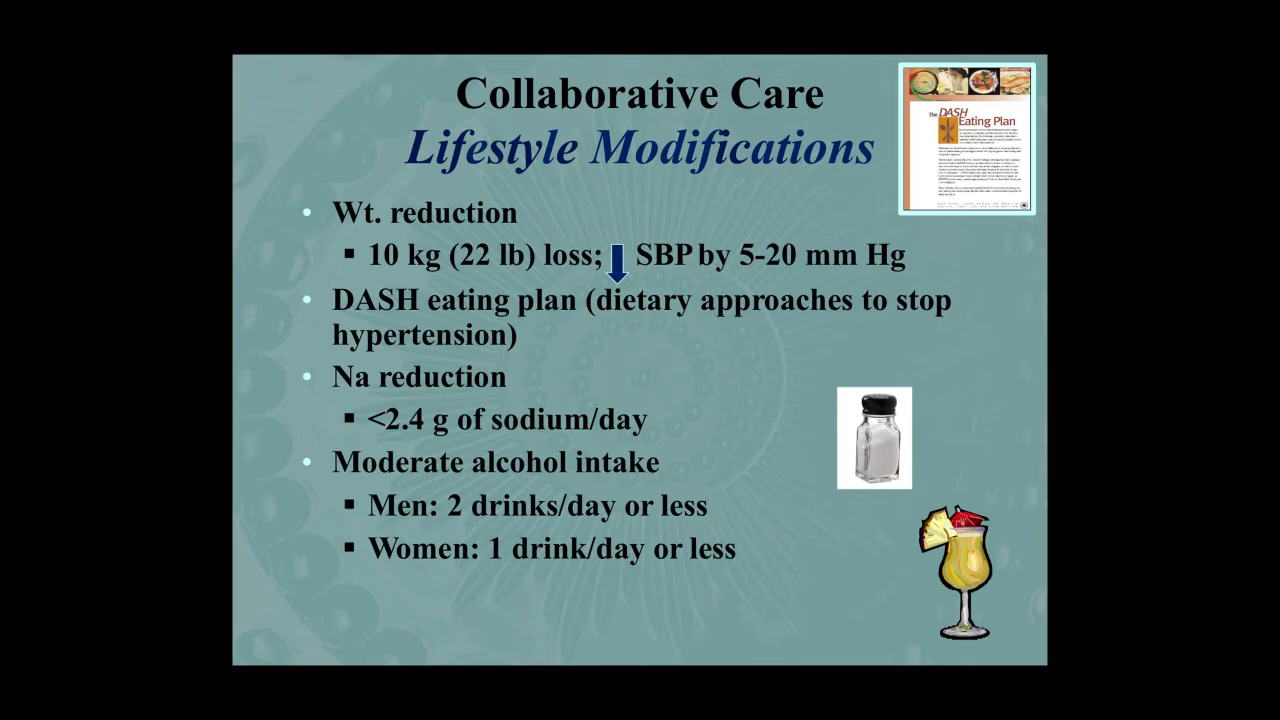 Collaborative Care
Lifestyle Modifications
The DASH
Eating Plan
• Wt. reduction
▪ 10 kg (22 lb) loss; SBP by 5-20 mm Hg
• DASH eating plan (dietary approaches to stop
hypertension)
• Na reduction
▪ <2.4 g of sodium/day
• Moderate alcohol intake
▪ Men: 2 drinks/day or less
▪ Women: 1 drink/day or less